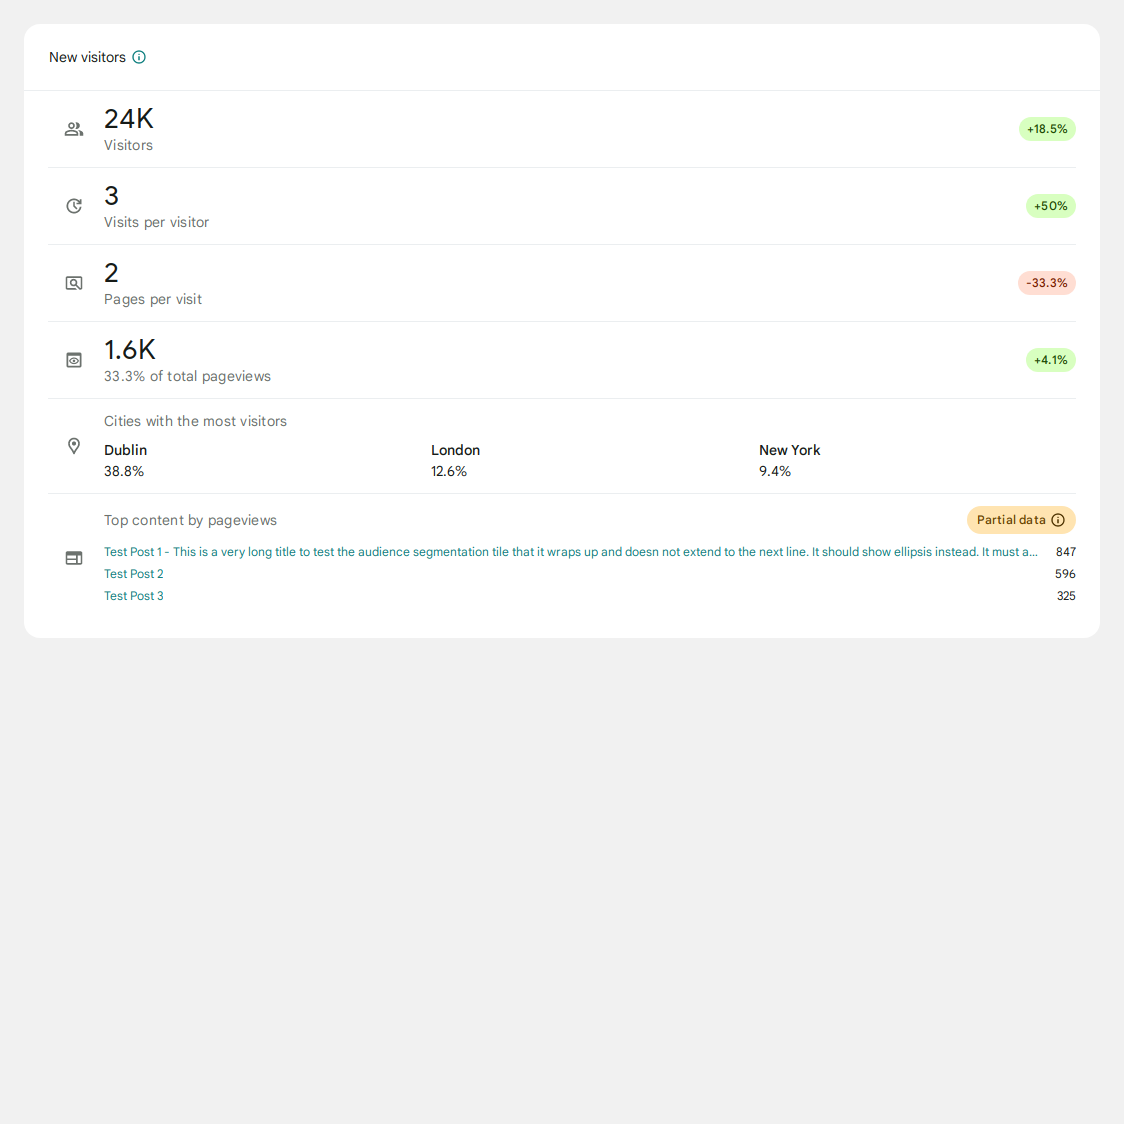 New visitors
24K
Visitors
+18.5%
3
Visits per visitor
+50%
2
Pages per visit
-33.3%
1.6K
33.3% of total pageviews
+4.1%
Cities with the most visitors
Dublin London New York
38.8% 12.6% 9.4%
Top content by pageviews Partial data
Test Post 1 - This is a very long title to test the audience segmentation tile that it wraps up and doesn not extend to the next line. It should show ellipsis instead. It must a... 847
Test Post 2 596
Test Post 3 325